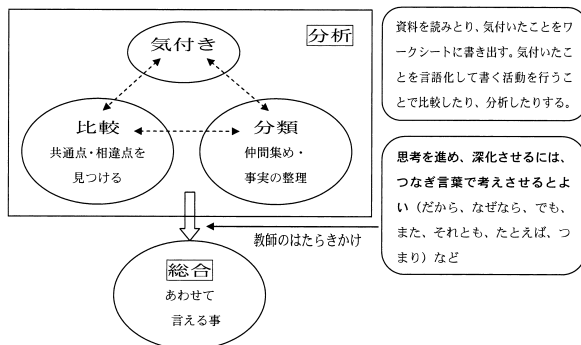 分析
気付き
比較
共通点・相違点を
見つける
分類
仲間集め・
事実の整理
教師のはたらきかけ
総合
あわせて
言える事
資料を読みとり、気付いたことをワ
ークシートに書き出す。気付いたこ
とを言語化して書く活動を行うこ
とで比較したり、分析したりする。
思考を進め、深化させるには、
つなぎ言葉で考えさせるとよ
い（だから、なぜなら、でも、
また、それとも、たとえば、つ
まり）など